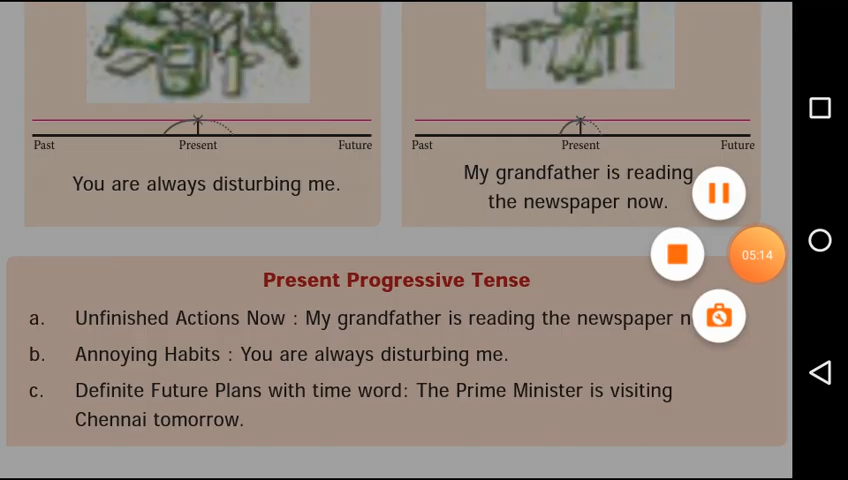 Past Present Future
Past Present Future
You are always disturbing me.
My grandfather is reading
the newspaper now.
05:14
Present Progressive Tense
a. Unfinished Actions Now : My grandfather is reading the newspaper n
b. Annoying Habits : You are always disturbing me.
c. Definite Future Plans with time word: The Prime Minister is visiting
Chennai tomorrow.